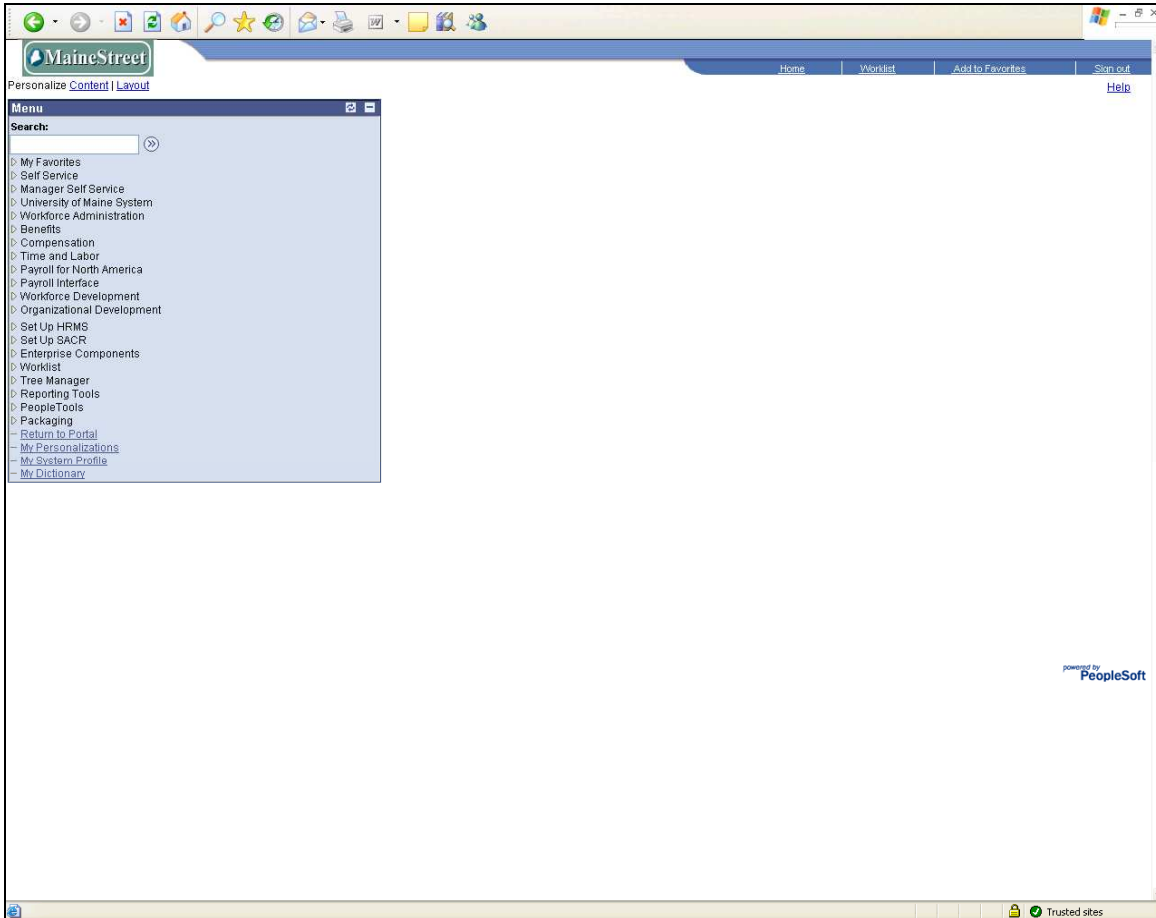 MaineStreet
Home Worklist Add to Favorites Sign out
Personalize Content | Layout Help
Menu
Search:
My Favorites
Self Service
Manager Self Service
University of Maine System
Workforce Administration
Benefits
Compensation
Time and Labor
Payroll for North America
Payroll Interface
Workforce Development
Organizational Development
Set Up HRMS
Set Up SACR
Enterprise Components
Worklist
Tree Manager
Reporting Tools
PeopleTools
Packaging
Return to Portal
My Personalizations
My System Profile
My Dictionary
powered by
PeopleSoft
Trusted sites